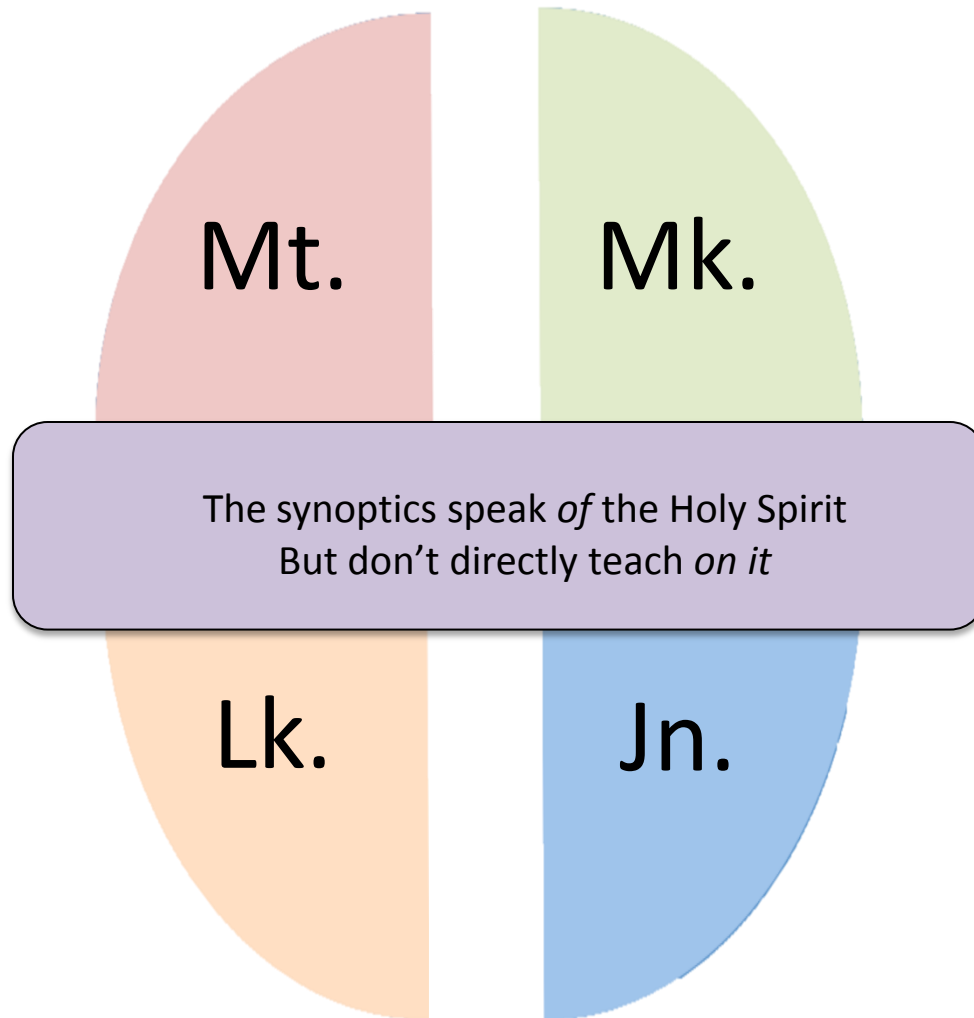 Mt.
Mk.
The synoptics speak of the Holy Spirit
But don’t directly teach on it
Lk.
Jn.